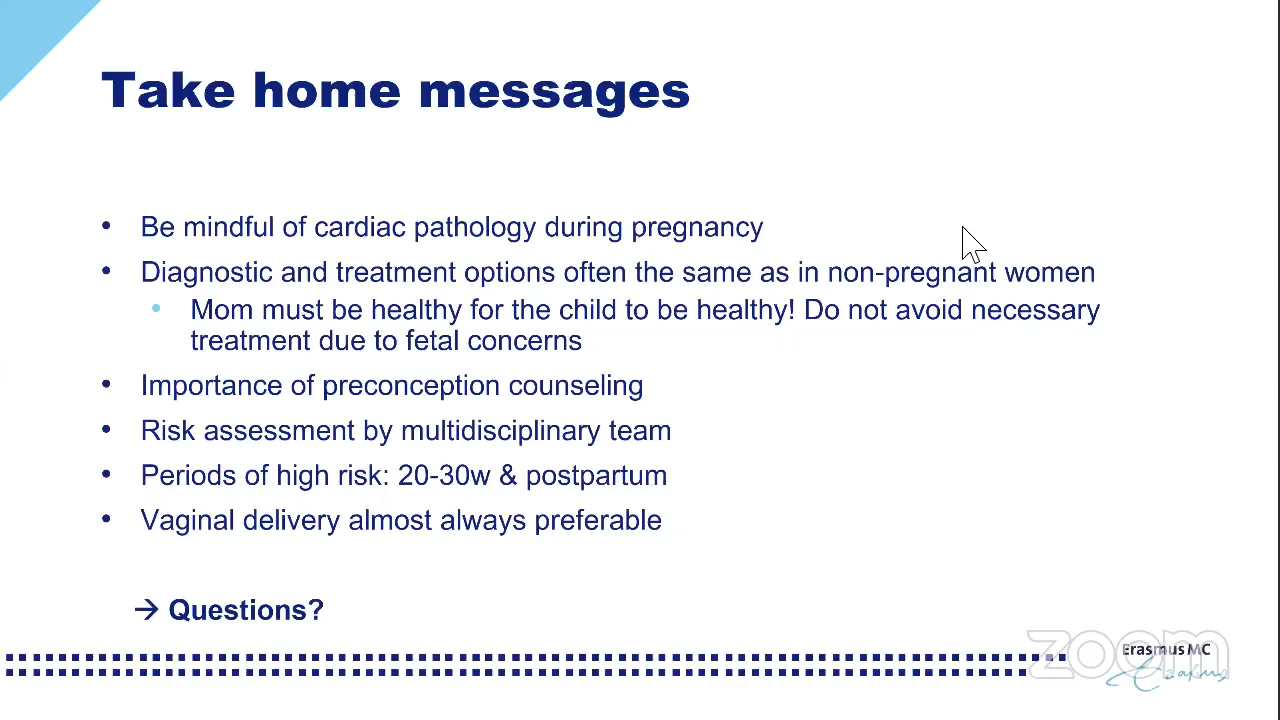 Take home messages
• Be mindful of cardiac pathology during pregnancy
• Diagnostic and treatment options often the same as in non-pregnant women
• Mom must be healthy for the child to be healthy! Do not avoid necessary
treatment due to fetal concerns
• Importance of preconception counseling
• Risk assessment by multidisciplinary team
• Periods of high risk: 20-30w & postpartum
• Vaginal delivery almost always preferable
→ Questions?
zoom
Erasmus MC
Erasmus